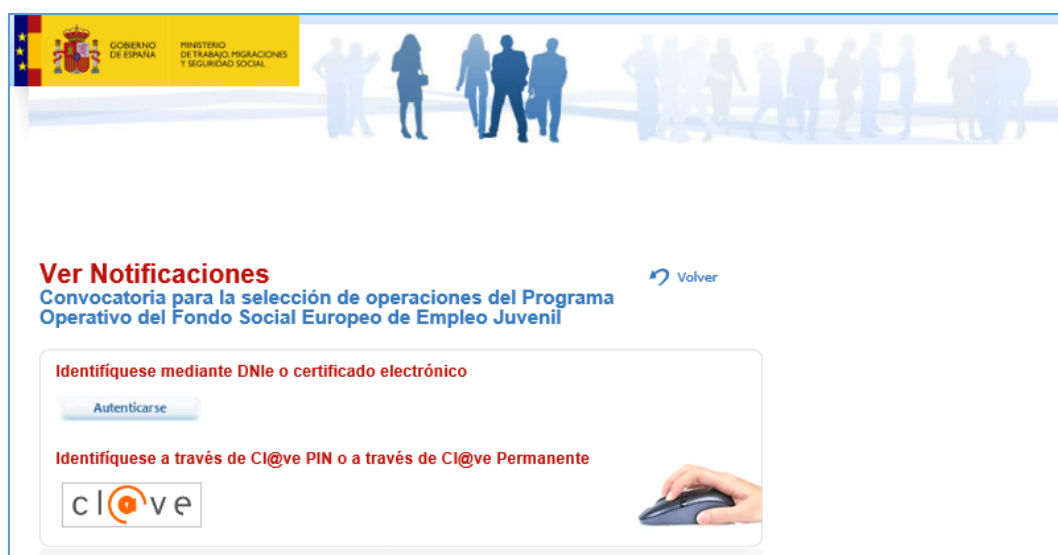 GOBIERNO
DE ESPAÑA
MINISTERIO
DE TRABAJO, MIGRACIONES
Y SEGURIDAD SOCIAL
Ver Notificaciones
Volver
Convocatoria para la selección de operaciones del Programa
Operativo del Fondo Social Europeo de Empleo Juvenil
Identifíquese mediante DNIe o certificado electrónico
Autenticarse
Identifíquese a través de Cl@ve PIN o a través de Cl@ve Permanente
cl@ve